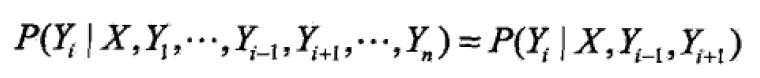 P(Y_i | X, Y_1, ⋯, Y_{i-1}, Y_{i+1}, ⋯, Y_n) = P(Y_i | X, Y_{i-1}, Y_{i+1})